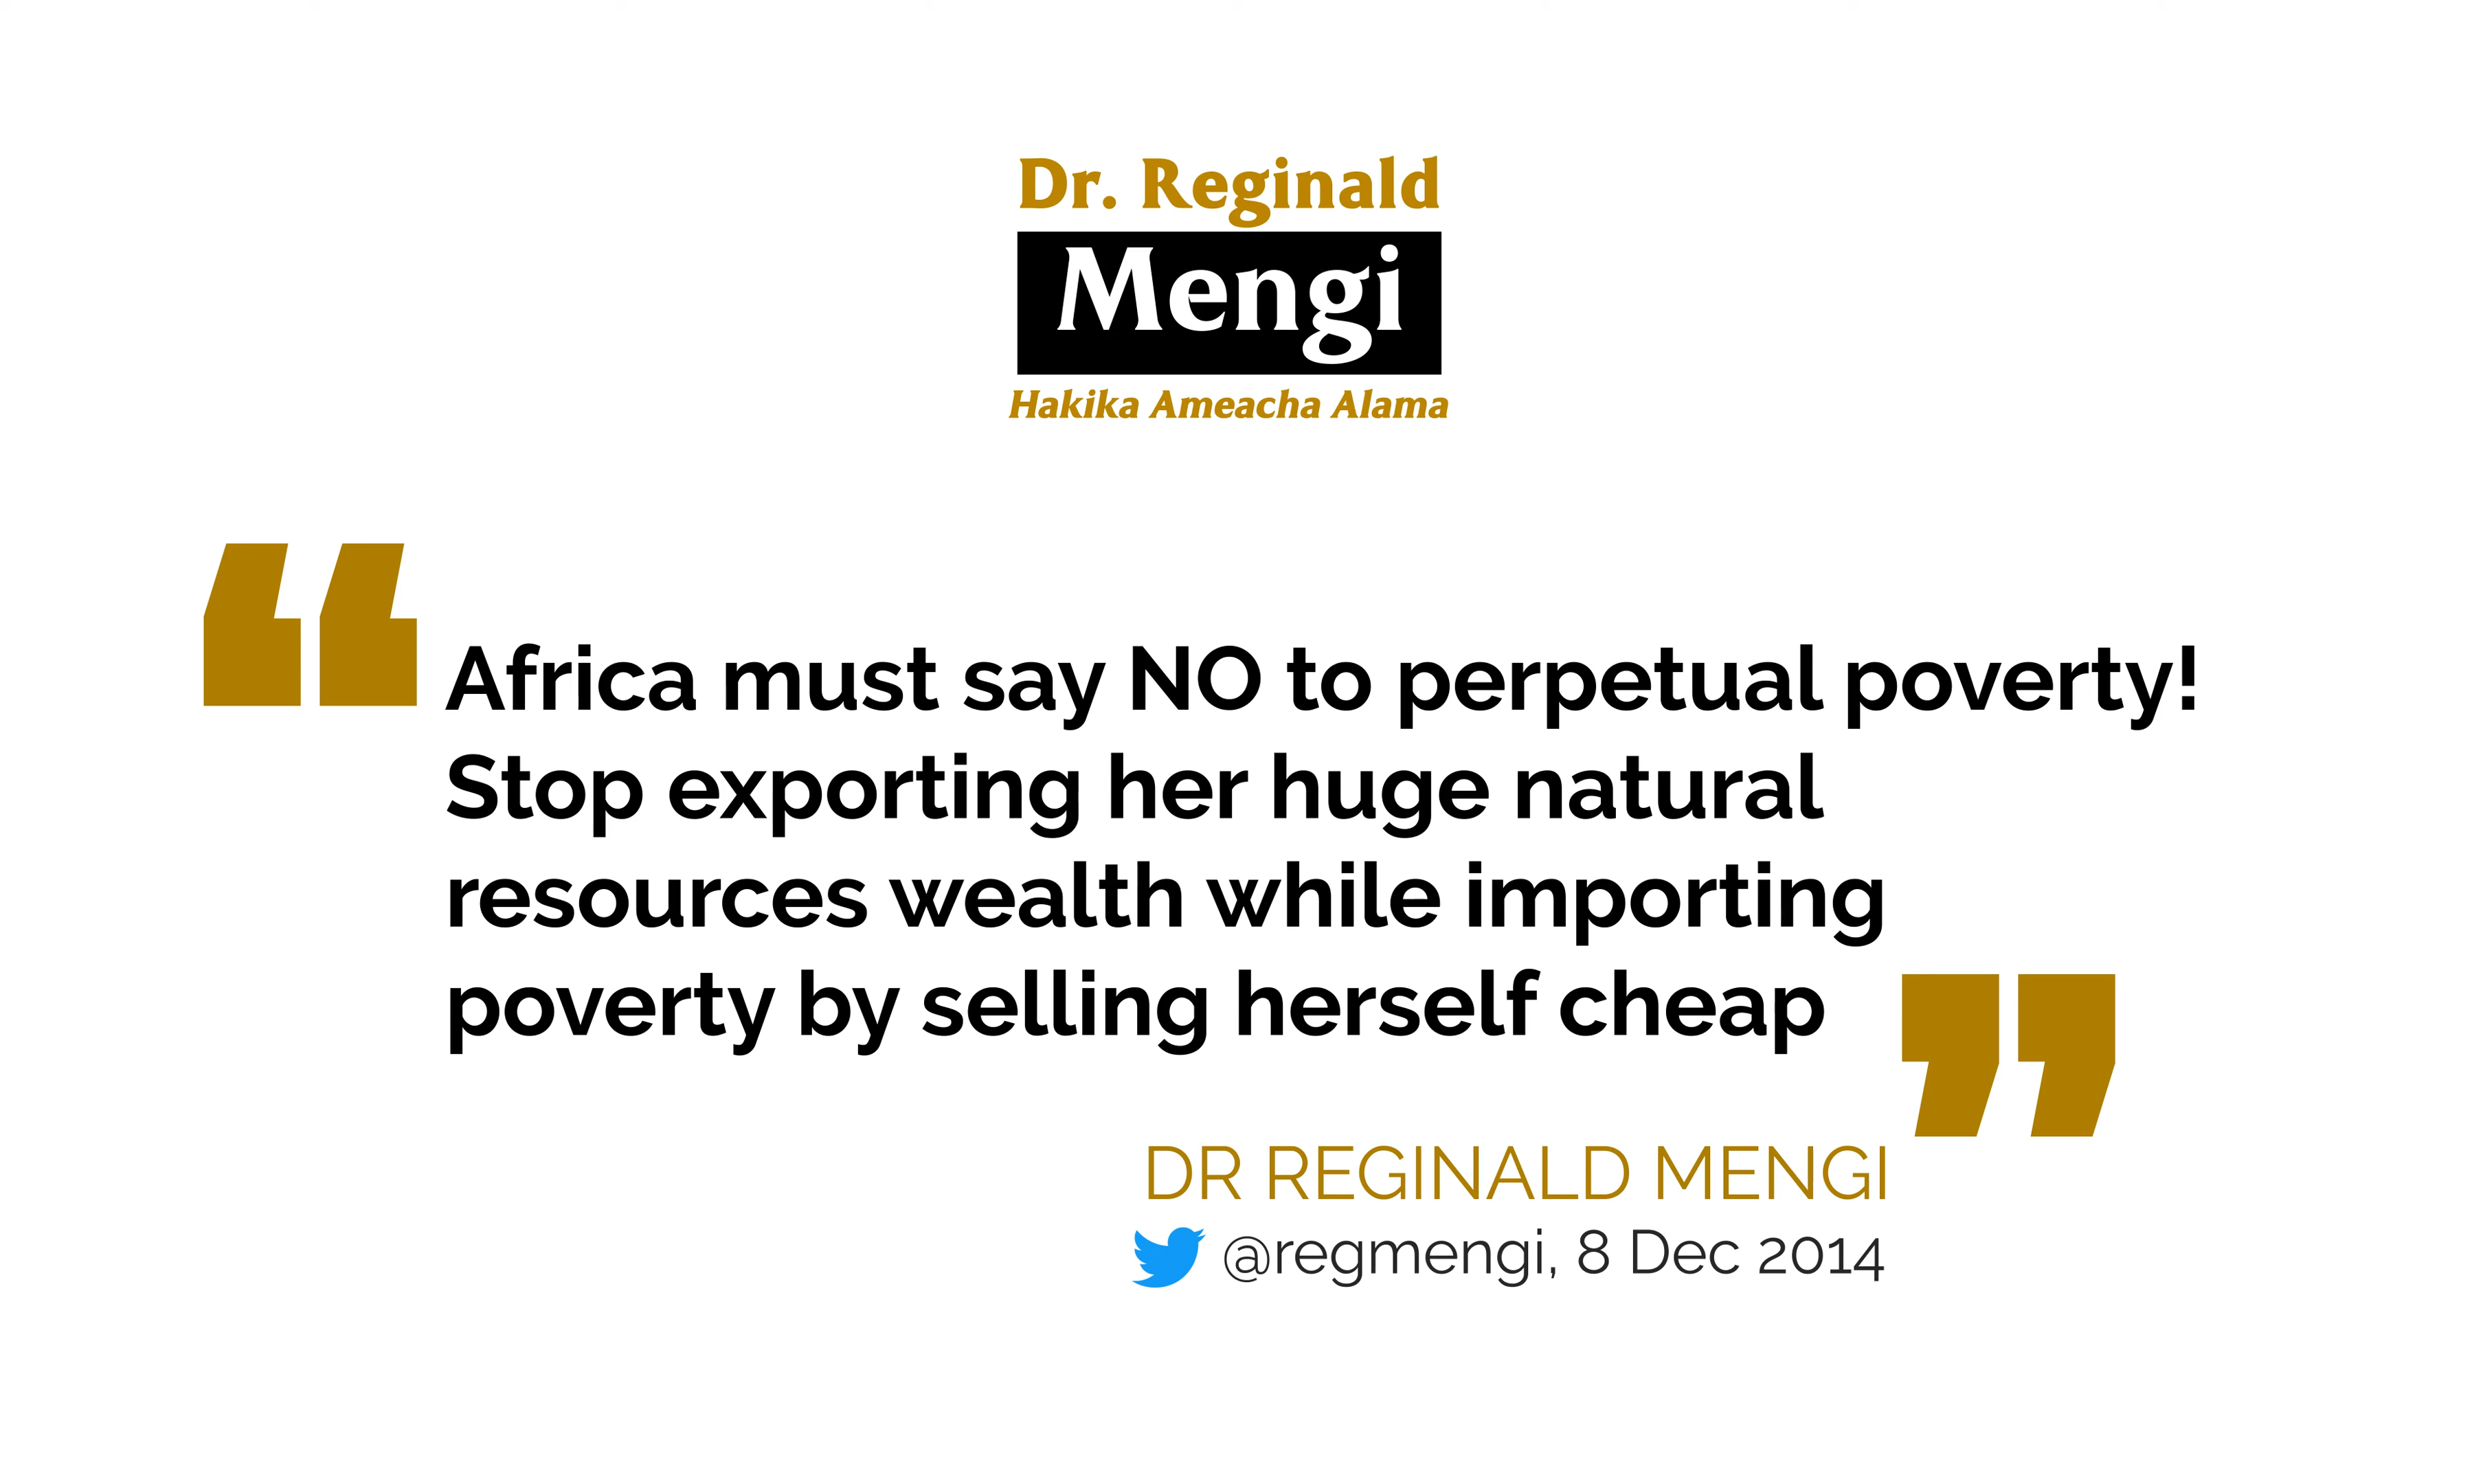 Dr. Reginald
Mengi
Hakika Ameacha Alama
“Africa must say NO to perpetual poverty!
Stop exporting her huge natural
resources wealth while importing
poverty by selling herself cheap”
DR REGINALD MENGI
@regmengi, 8 Dec 2014